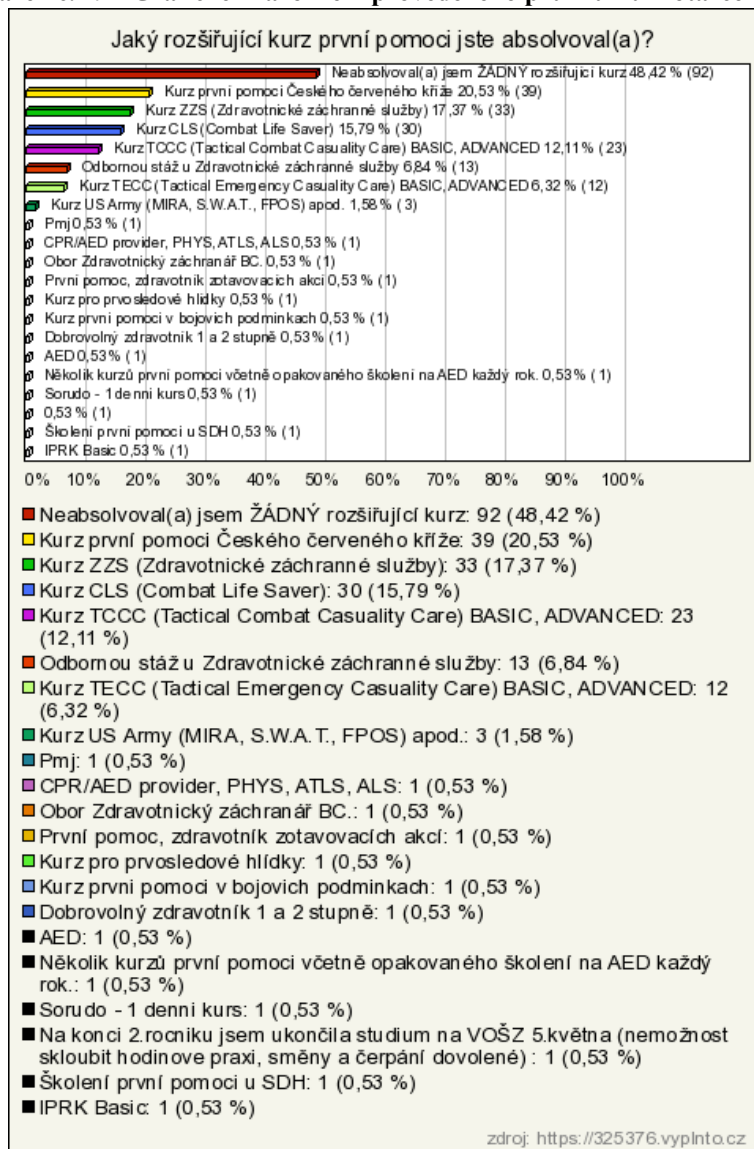 Jaký rozšiřující kurz první pomoci jste absolvoval(a)?
Neabsolvoval(a) jsem ŽÁDNÝ rozšiřující kurz 48,42 % (92)
Kurz první pomoci Českého červeného kříže 20,53 % (39)
Kurz ZZS (Zdravotnické záchranné služby) 17,37 % (33)
Kurz CLS (Combat Life Saver) 15,79 % (30)
Kurz TCCC (Tactical Combat Casuality Care) BASIC, ADVANCED 12,11 % (23)
Odbornou stáž u Zdravotnické záchranné služby 6,84 % (13)
Kurz TECC (Tactical Emergency Casuality Care) BASIC, ADVANCED 6,32 % (12)
Kurz US Army (MIRA, S.W.A.T., FPOS) apod. 1,58 % (3)
Pmj 0,53 % (1)
CPR/AED provider, PHYS, ATLS, ALS 0,53 % (1)
Obor Zdravotnický záchranář BC. 0,53 % (1)
První pomoc, zdravotník zotavovacích akcí 0,53 % (1)
Kurz pro prvosledové hlídky 0,53 % (1)
Kurz prvni pomoci v bojovich podminkach 0,53 % (1)
Dobrovolný zdravotník 1 a 2 stupně 0,53 % (1)
AED 0,53 % (1)
Několik kurzů první pomoci včetně opakovaného školení na AED každý rok. 0,53 % (1)
Sorudo - 1 denni kurs 0,53 % (1)
0,53 % (1)
Školení první pomoci u SDH 0,53 % (1)
IPRK Basic 0,53 % (1)
0% 10% 20% 30% 40% 50% 60% 70% 80% 90% 100%
Neabsolvoval(a) jsem ŽÁDNÝ rozšiřující kurz: 92 (48,42 %)
Kurz první pomoci Českého červeného kříže: 39 (20,53 %)
Kurz ZZS (Zdravotnické záchranné služby): 33 (17,37 %)
Kurz CLS (Combat Life Saver): 30 (15,79 %)
Kurz TCCC (Tactical Combat Casuality Care) BASIC, ADVANCED: 23
(12,11 %)
Odbornou stáž u Zdravotnické záchranné služby: 13 (6,84 %)
Kurz TECC (Tactical Emergency Casuality Care) BASIC, ADVANCED: 12
(6,32 %)
Kurz US Army (MIRA, S.W.A.T., FPOS) apod.: 3 (1,58 %)
Pmj: 1 (0,53 %)
CPR/AED provider, PHYS, ATLS, ALS: 1 (0,53 %)
Obor Zdravotnický záchranář BC.: 1 (0,53 %)
První pomoc, zdravotník zotavovacích akcí: 1 (0,53 %)
Kurz pro prvosledové hlídky: 1 (0,53 %)
Kurz prvni pomoci v bojovich podminkach: 1 (0,53 %)
Dobrovolný zdravotník 1 a 2 stupně: 1 (0,53 %)
AED: 1 (0,53 %)
Několik kurzů první pomoci včetně opakovaného školení na AED každý
rok.: 1 (0,53 %)
Sorudo - 1 denni kurs: 1 (0,53 %)
Na konci 2.rocniku jsem ukončila studium na VOŠZ 5.května (nemožnost
skloubit hodinove praxi, směny a čerpání dovolené) : 1 (0,53 %)
Školení první pomoci u SDH: 1 (0,53 %)
IPRK Basic: 1 (0,53 %)
zdroj: https://325376.vyplnto.cz